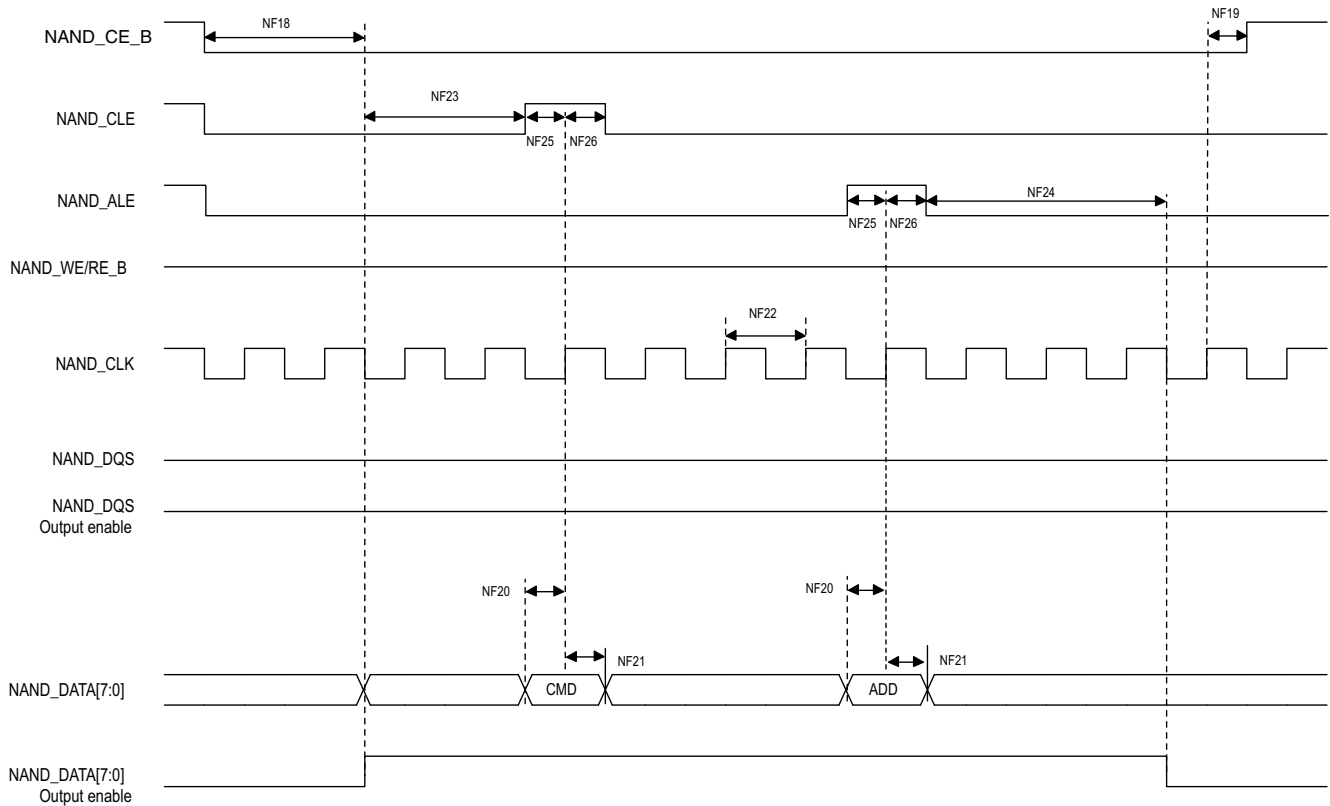 NF18
NF19
NAND_CE_B
NF23
NAND_CLE
NF25
NF26
NF24
NAND_ALE
NF25
NF26
NAND_WE/RE_B
NF22
NAND_CLK
NAND_DQS
NAND_DQS
Output enable
NF20
NF20
NF21
NF21
NAND_DATA[7:0]
CMD
ADD
NAND_DATA[7:0]
Output enable